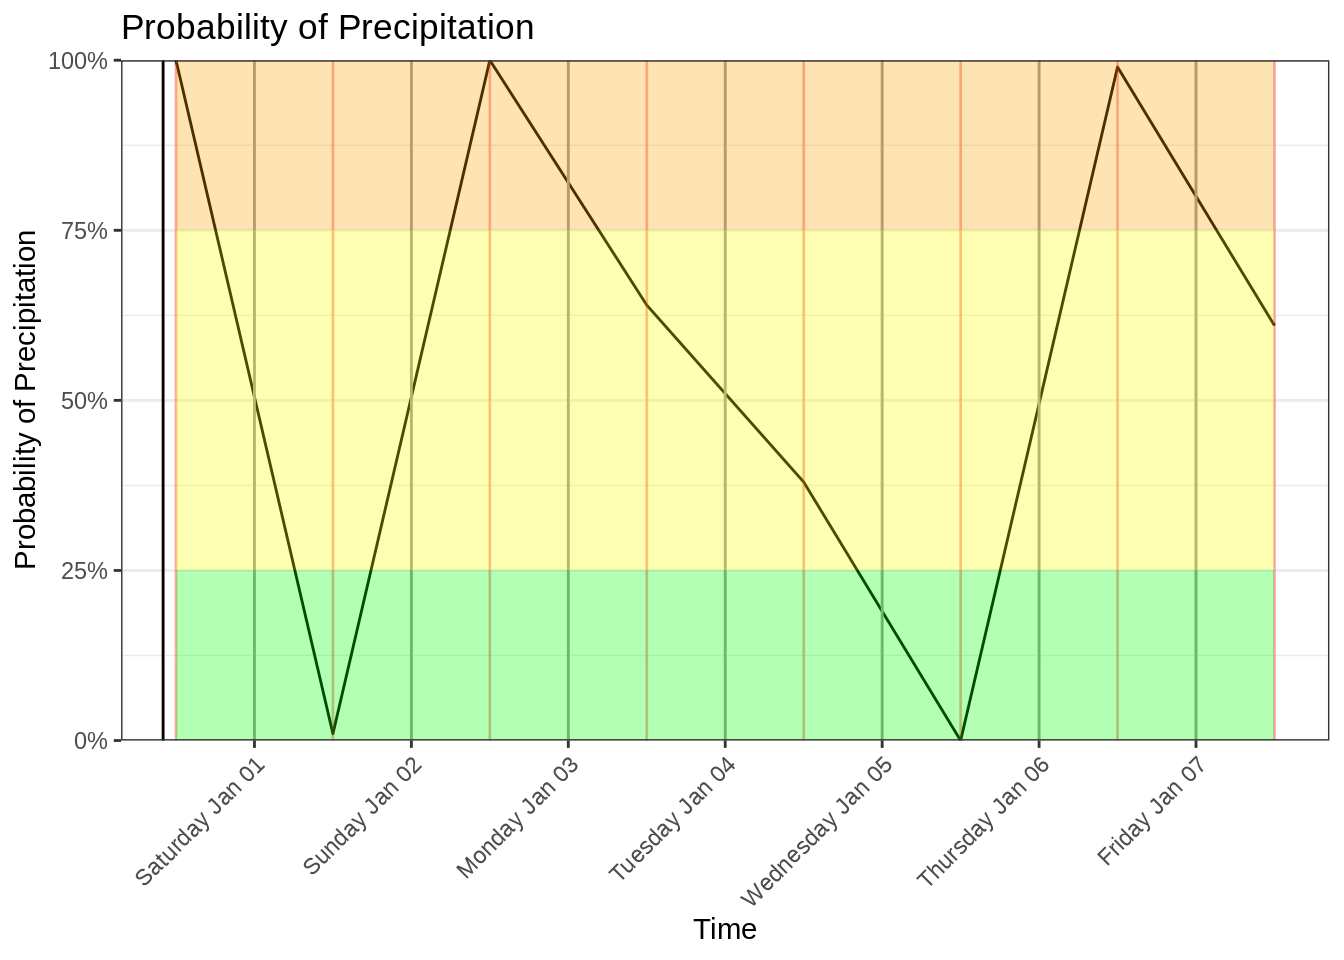 Probability of Precipitation
Probability of Precipitation
100%
75%
50%
25%
0%
Saturday Jan 01
Sunday Jan 02
Monday Jan 03
Tuesday Jan 04
Wednesday Jan 05
Thursday Jan 06
Friday Jan 07
Time